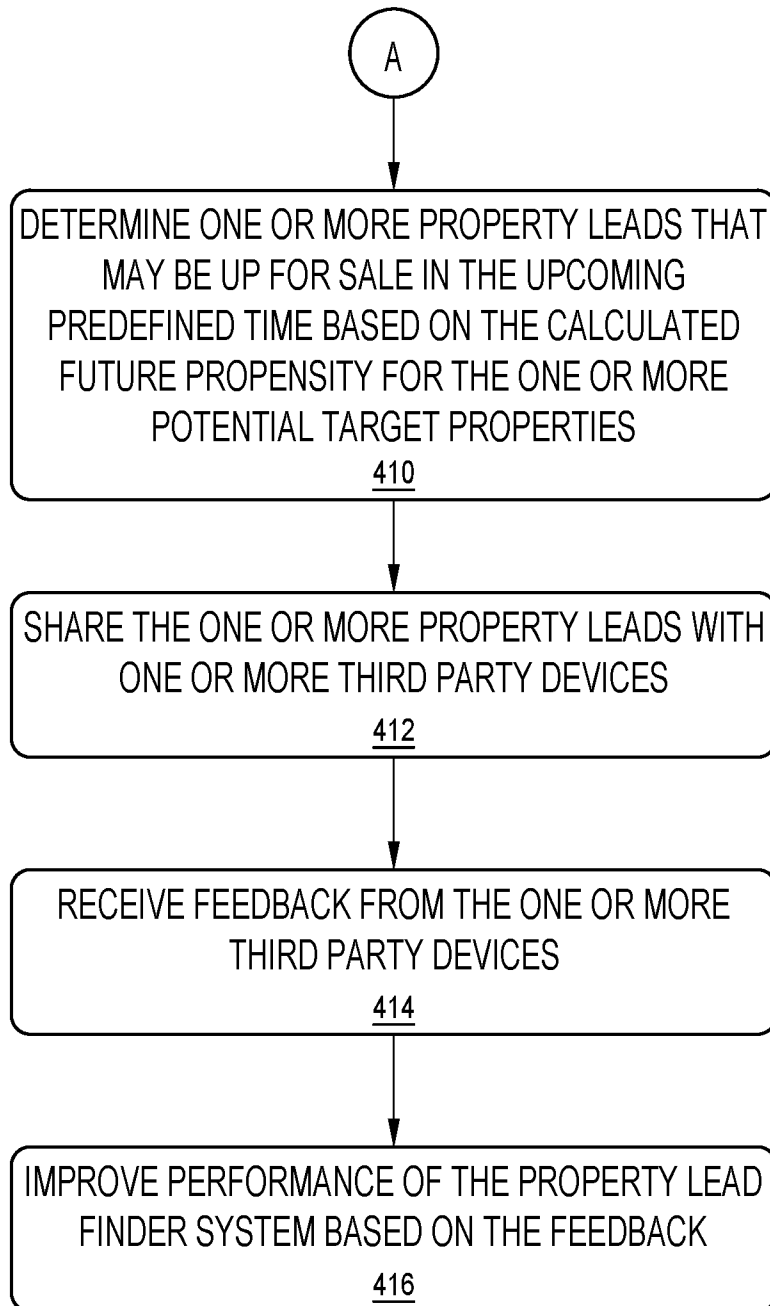 A
DETERMINE ONE OR MORE PROPERTY LEADS THAT
MAY BE UP FOR SALE IN THE UPCOMING
PREDEFINED TIME BASED ON THE CALCULATED
FUTURE PROPENSITY FOR THE ONE OR MORE
POTENTIAL TARGET PROPERTIES
410
SHARE THE ONE OR MORE PROPERTY LEADS WITH
ONE OR MORE THIRD PARTY DEVICES
412
RECEIVE FEEDBACK FROM THE ONE OR MORE
THIRD PARTY DEVICES
414
IMPROVE PERFORMANCE OF THE PROPERTY LEAD
FINDER SYSTEM BASED ON THE FEEDBACK
416